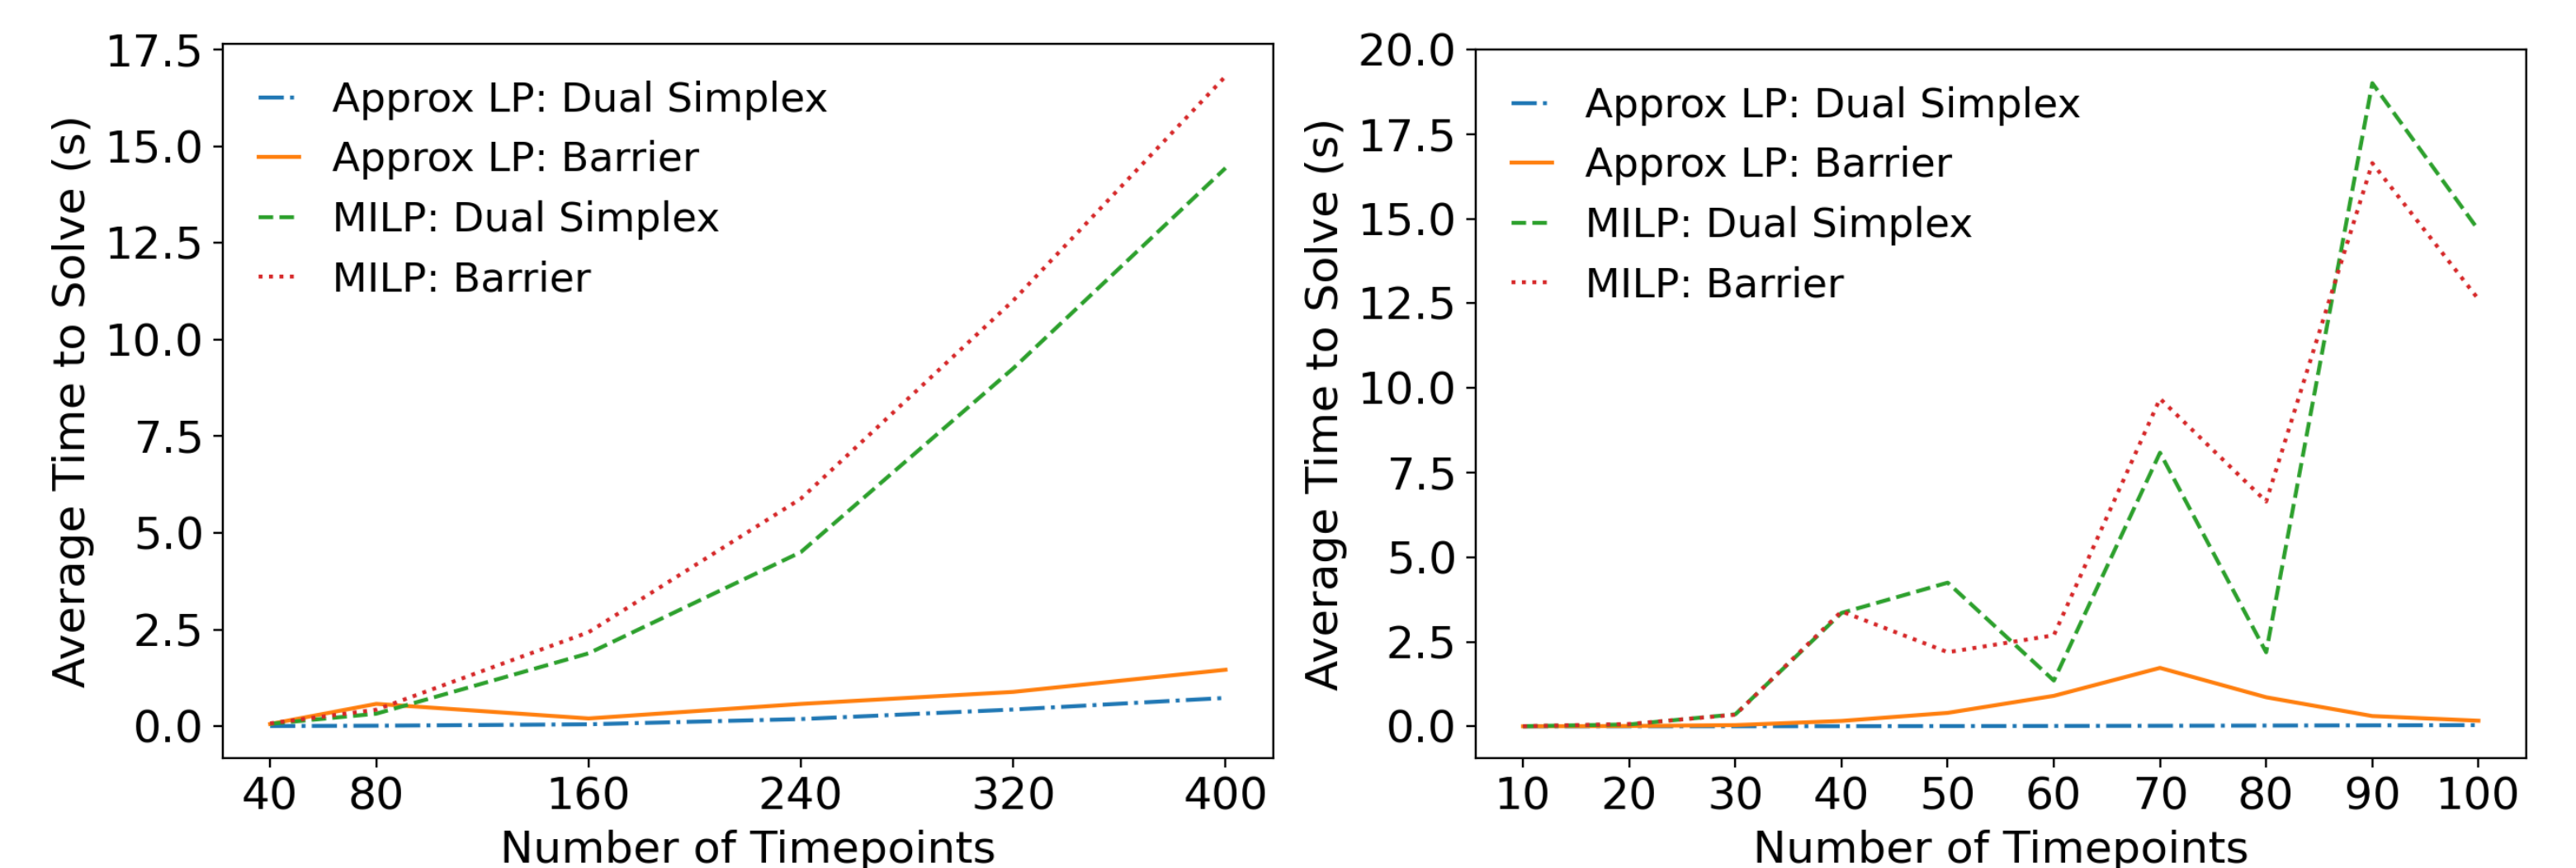 17.5
15.0
12.5
10.0
7.5
5.0
2.5
0.0
Average Time to Solve (s)
Approx LP: Dual Simplex
Approx LP: Barrier
MILP: Dual Simplex
MILP: Barrier
40 80 160 240 320 400
Number of Timepoints
20.0
17.5
15.0
12.5
10.0
7.5
5.0
2.5
0.0
Average Time to Solve (s)
Approx LP: Dual Simplex
Approx LP: Barrier
MILP: Dual Simplex
MILP: Barrier
10 20 30 40 50 60 70 80 90 100
Number of Timepoints